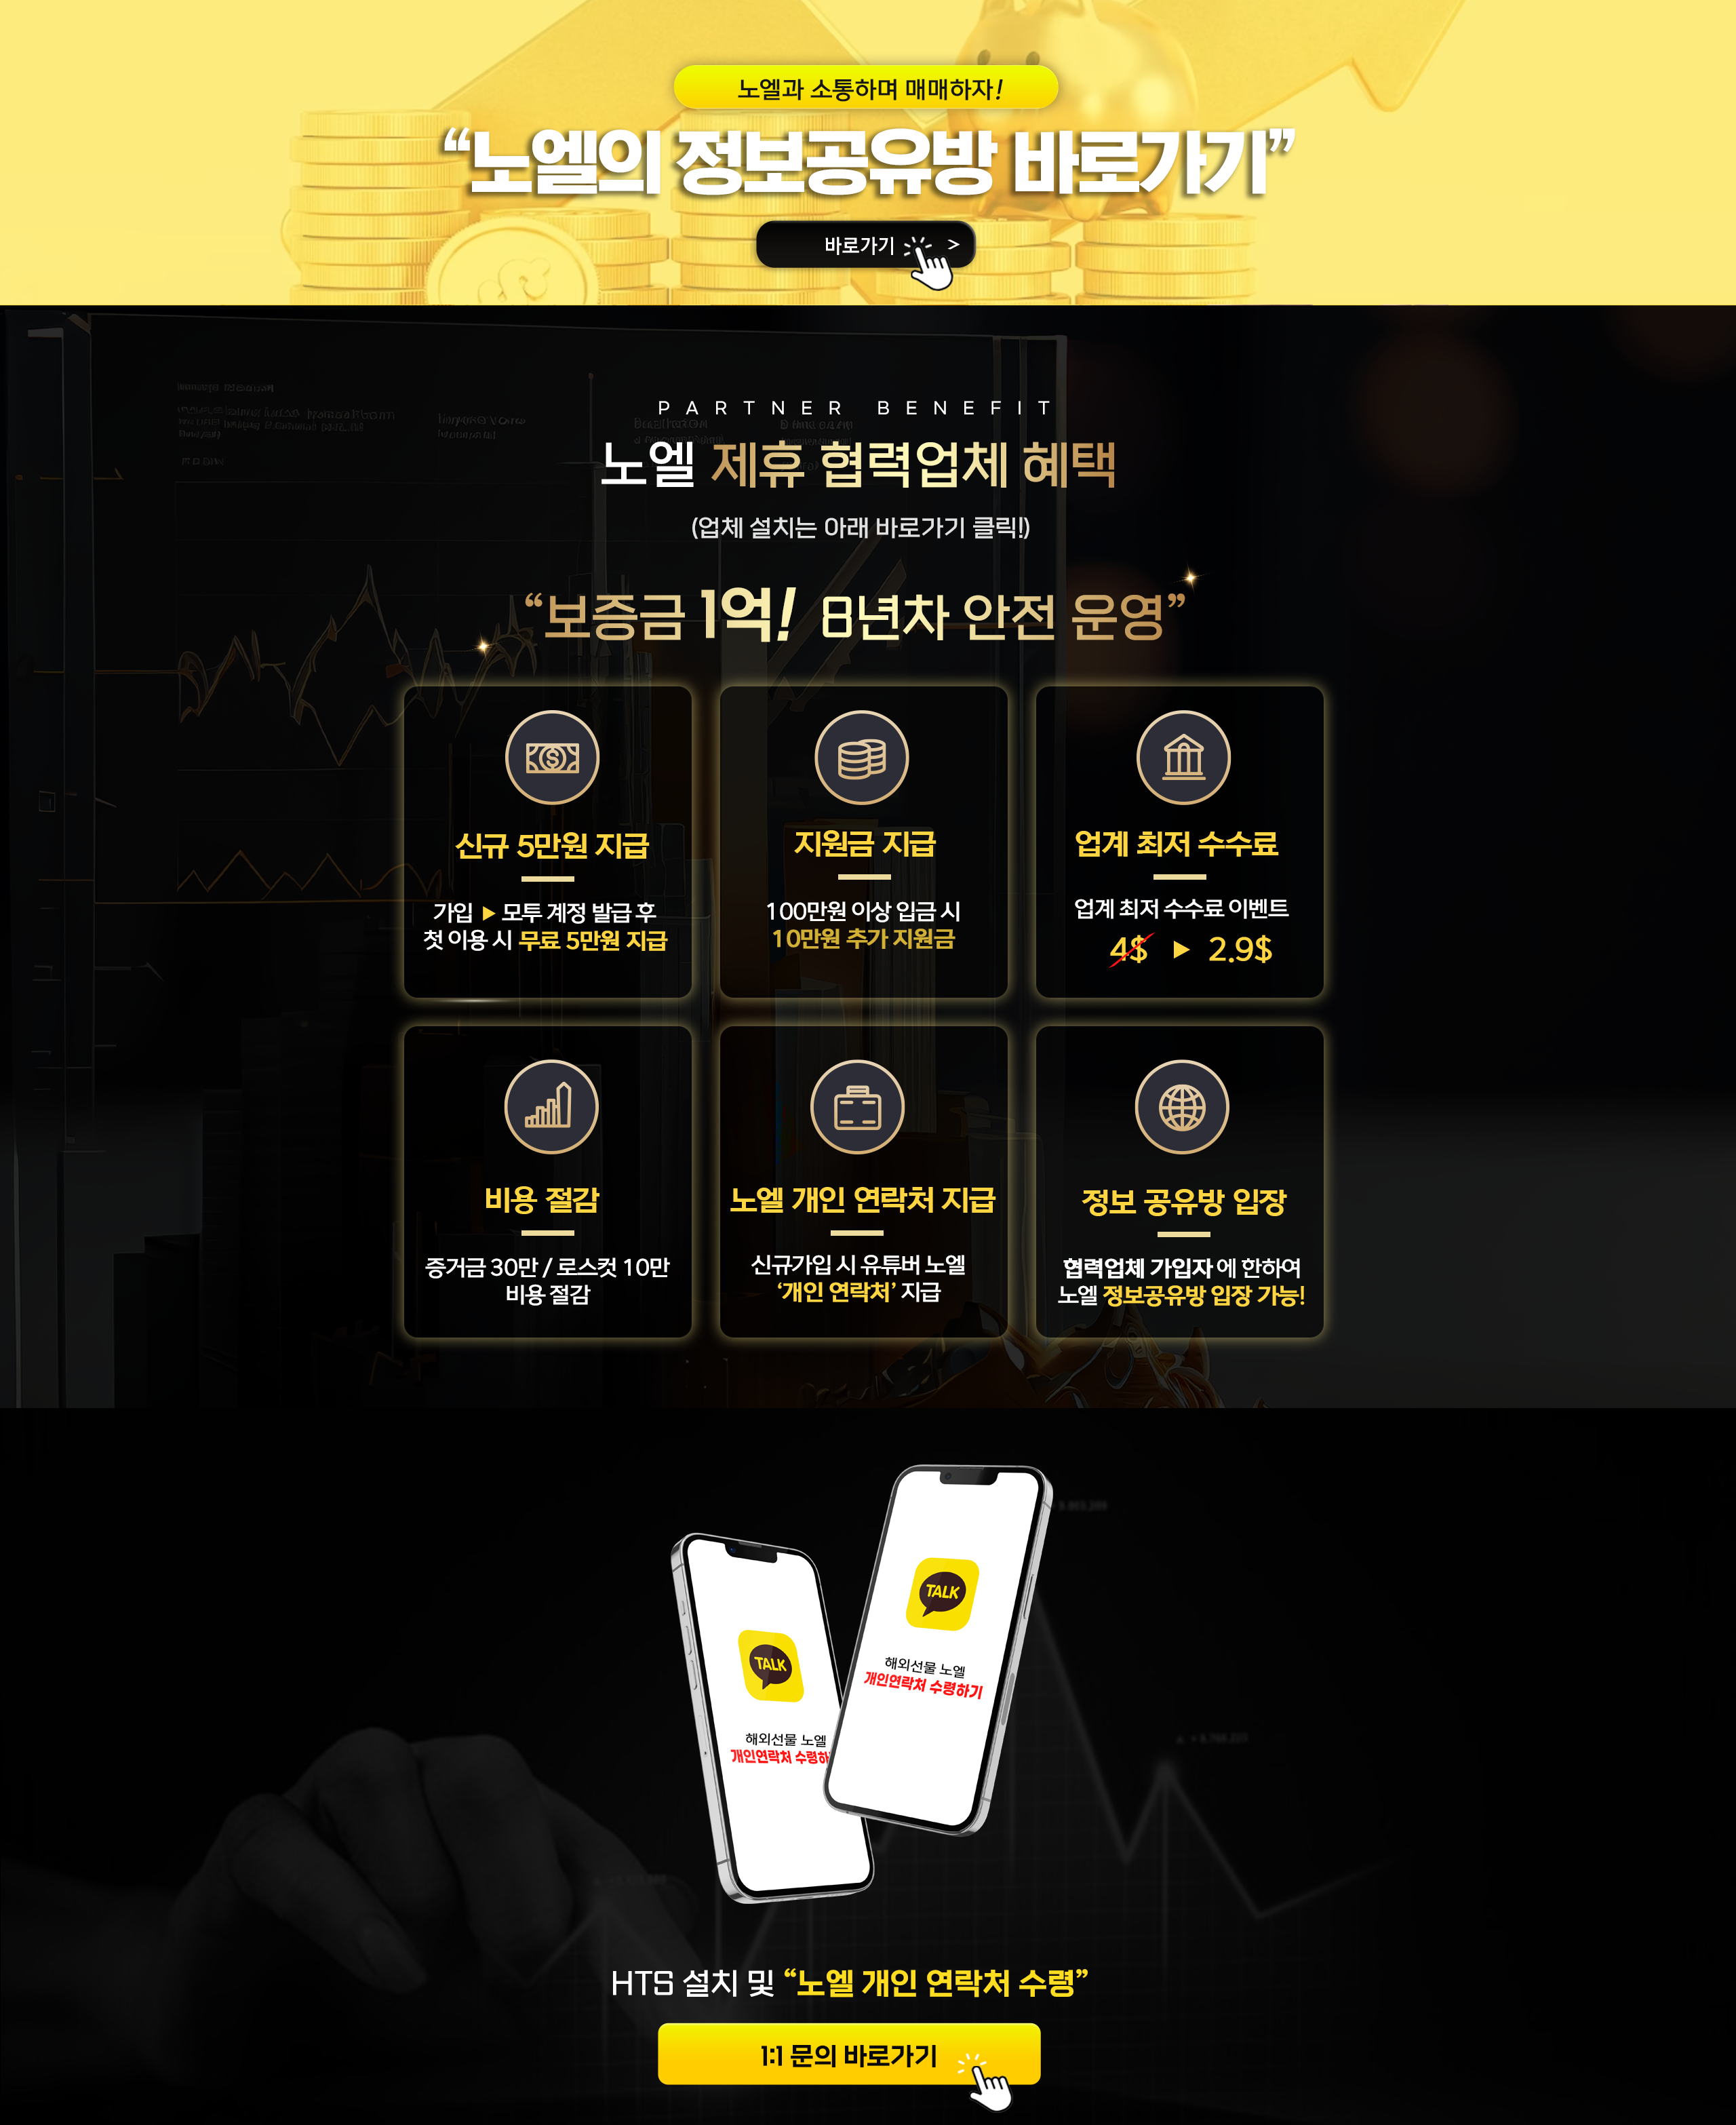 노엘과 소통하며 매매하자!
“노엘의 정보공유방 바로가기”
바로가기 >
PARTNER BENEFIT
노엘 제휴 협력업체 혜택
(업체 설치는 아래 바로가기 클릭!)
“보증금 1억! 8년차 안전 운영”
신규 5만원 지급
가입 ▶ 모투 계정 발급 후
첫 이용 시 무료 5만원 지급
지원금 지급
100만원 이상 입금 시
10만원 추가 지원금
업계 최저 수수료
업계 최저 수수료 이벤트
4$ ▶ 2.9$
비용 절감
증거금 30만 / 로스컷 10만
비용 절감
노엘 개인 연락처 지급
신규가입 시 유튜버 노엘
‘개인 연락처’ 지급
정보 공유방 입장
협력업체 가입자 에 한하여
노엘 정보공유방 입장 가능!
TALK
해외선물 노엘
개인연락처 수령하기
TALK
해외선물 노엘
개인연락처 수령하
HTS 설치 및 “노엘 개인 연락처 수령”
1:1 문의 바로가기